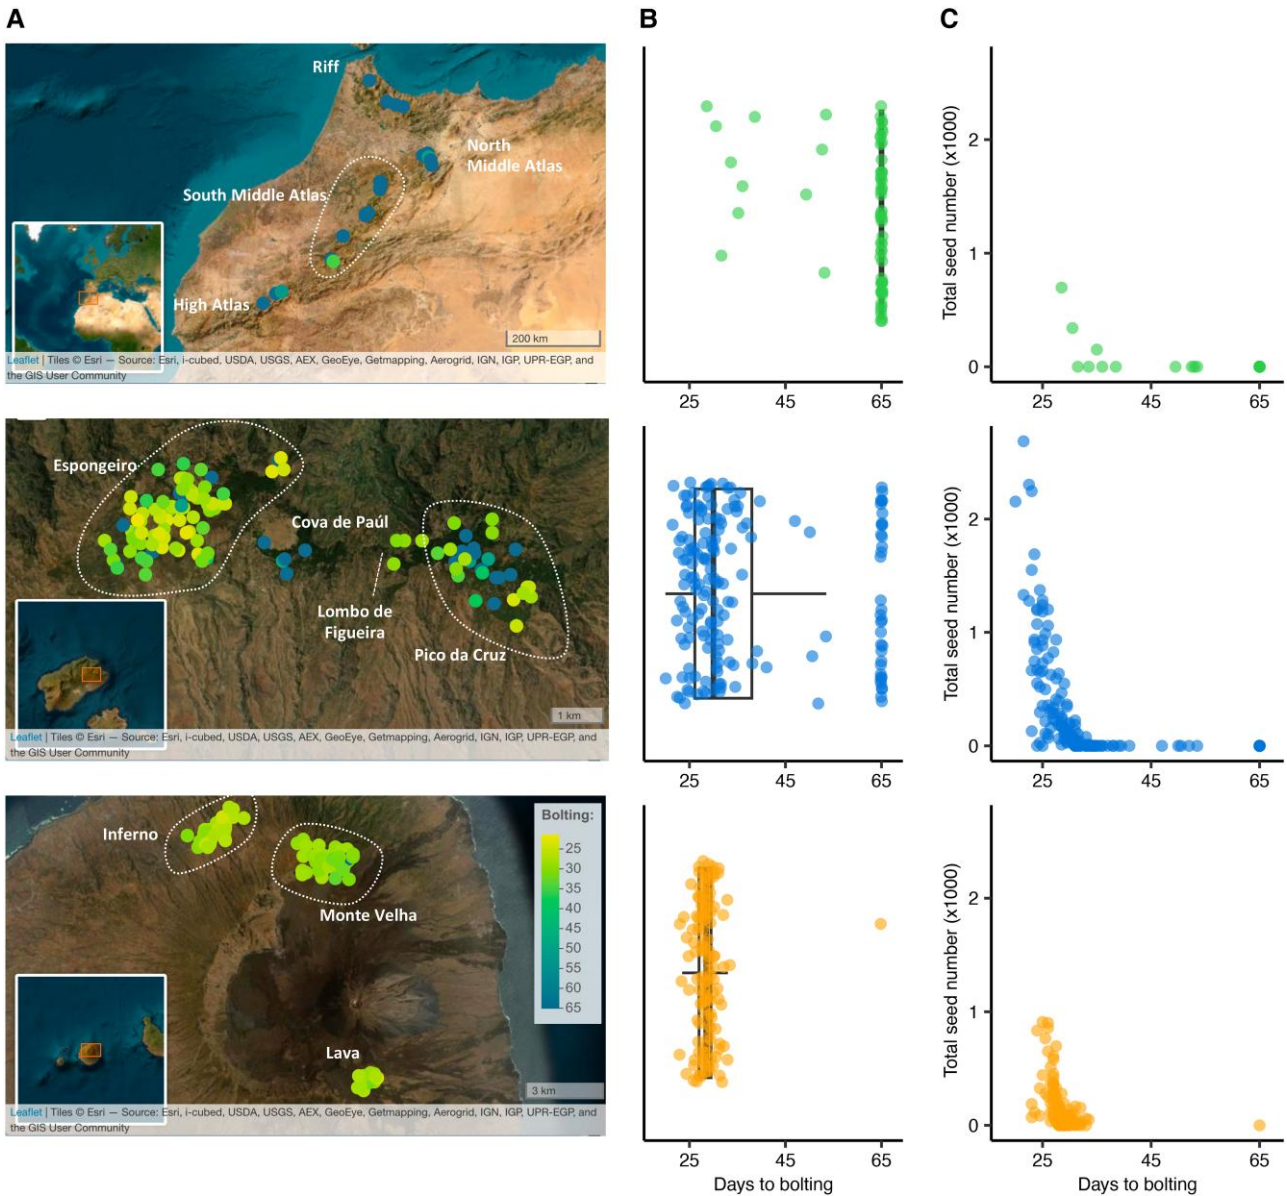 A
B
C
Riff
North
Middle Atlas
South Middle Atlas
High Atlas
200 km
Leaflet | Tiles © Esri — Source: Esri, i-cubed, USDA, USGS, AEX, GeoEye, Getmapping, Aerogrid, IGN, IGP, UPR-EGP, and
the GIS User Community
25
45
65
Total seed number (x1000)
2
1
0
25
45
65
Espongeiro
Cova de Paúl
Lombo de
Figueira
Pico da Cruz
1 km
Leaflet | Tiles © Esri — Source: Esri, i-cubed, USDA, USGS, AEX, GeoEye, Getmapping, Aerogrid, IGN, IGP, UPR-EGP, and
the GIS User Community
25
45
65
Total seed number (x1000)
2
1
0
25
45
65
Inferno
Monte Velha
Lava
Bolting:
25
30
35
40
45
50
55
60
65
3 km
Leaflet | Tiles © Esri — Source: Esri, i-cubed, USDA, USGS, AEX, GeoEye, Getmapping, Aerogrid, IGN, IGP, UPR-EGP, and
the GIS User Community
25
45
65
Days to bolting
Total seed number (x1000)
2
1
0
25
45
65
Days to bolting